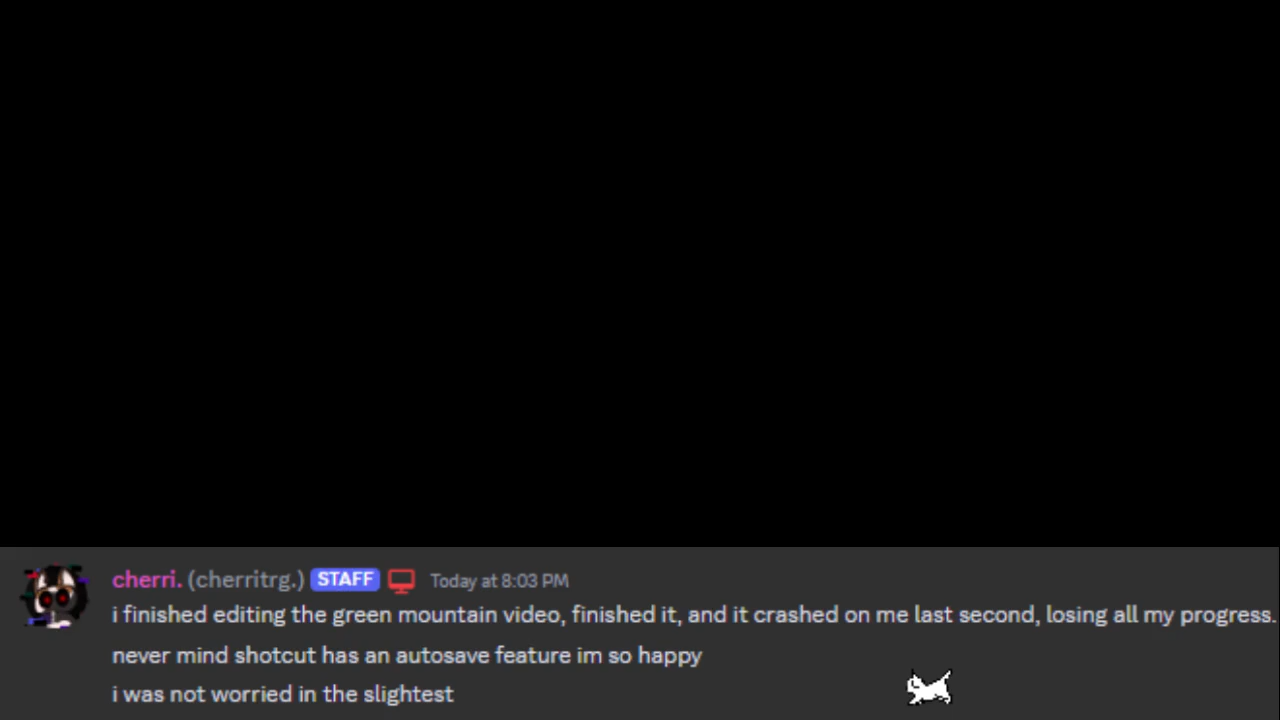 cherri. (cherritrg.) STAFF Today at 8:03 PM
i finished editing the green mountain video, finished it, and it crashed on me last second, losing all my progress.
never mind shotcut has an autosave feature im so happy
i was not worried in the slightest